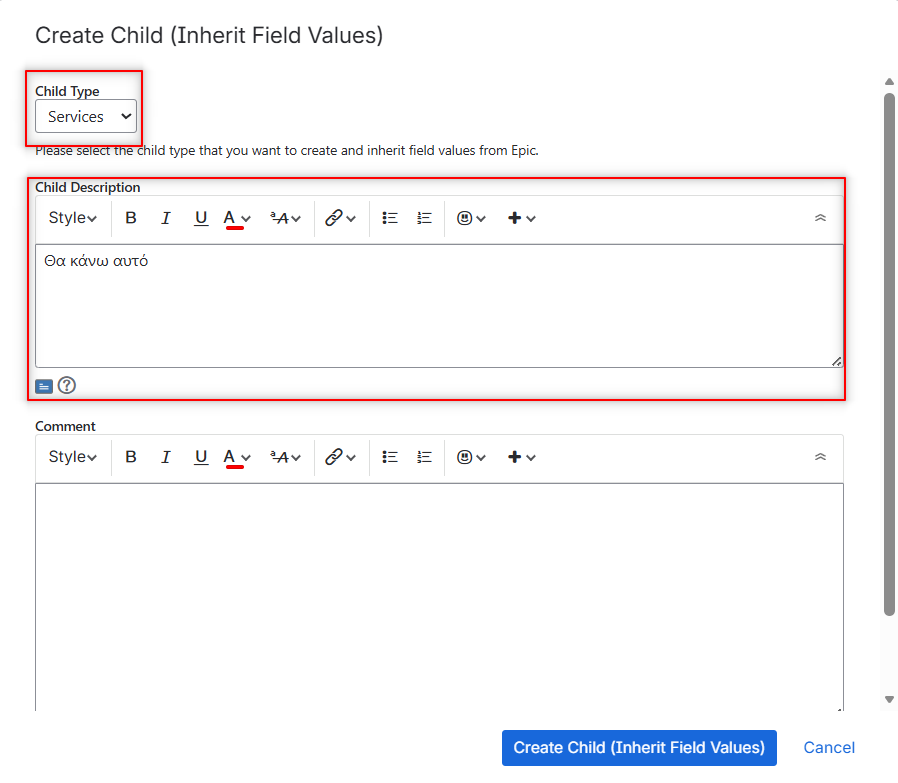 Create Child (Inherit Field Values)
Child Type
Services
Please select the child type that you want to create and inherit field values from Epic.
Child Description
Style B I U A ªA
Θα κάνω αυτό
Comment
Style B I U A ªA
Create Child (Inherit Field Values) Cancel